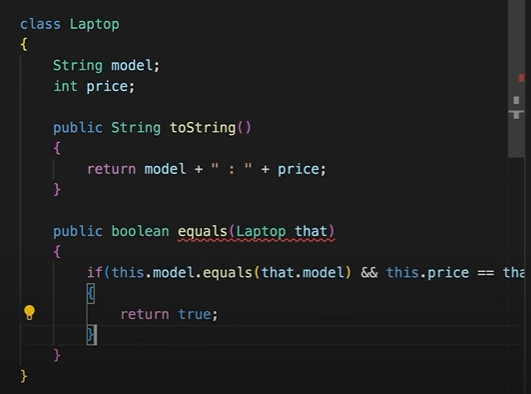 class Laptop
{
String model;
int price;
public String toString()
{
return model + " : " + price;
}
public boolean equals(Laptop that)
{
if(this.model.equals(that.model) && this.price == tha
{
return true;
}
}
}